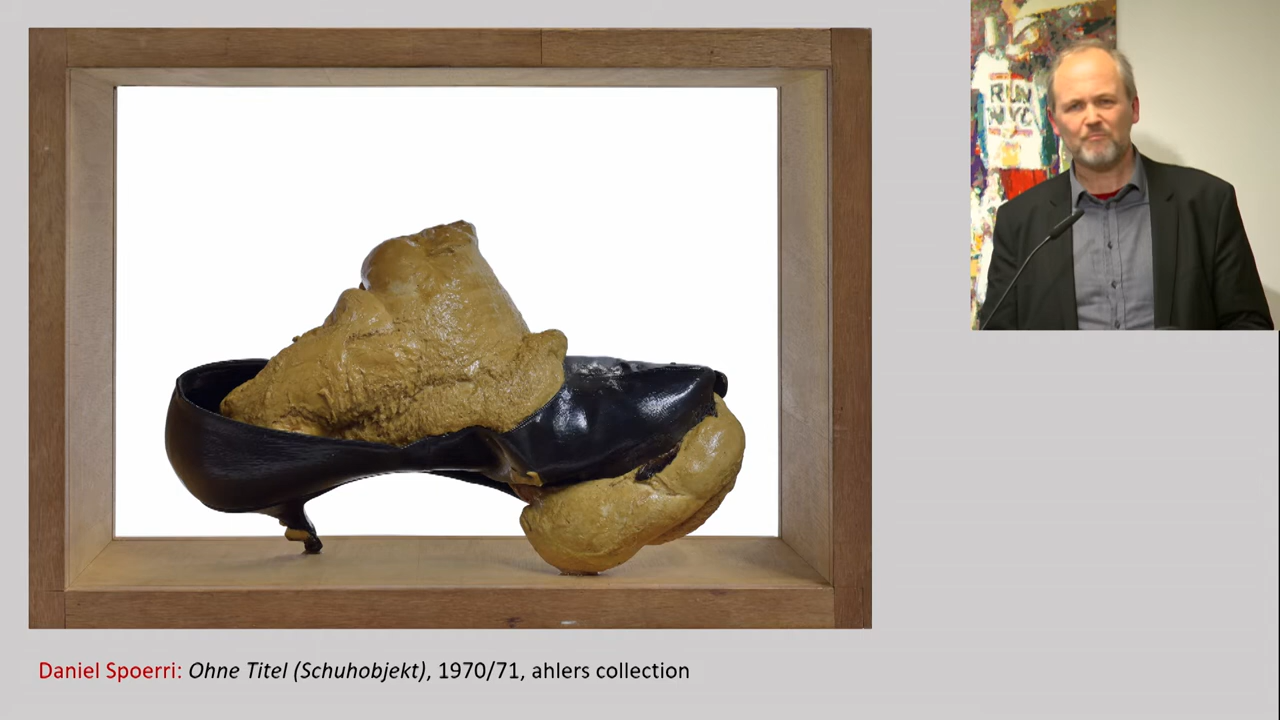 RUN
NYC
Daniel Spoerri: Ohne Titel (Schuhobjekt), 1970/71, ahlers collection